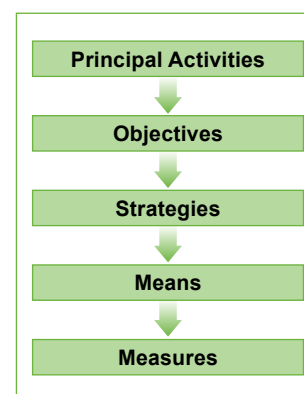 Principal Activities
Objectives
Strategies
Means
Measures